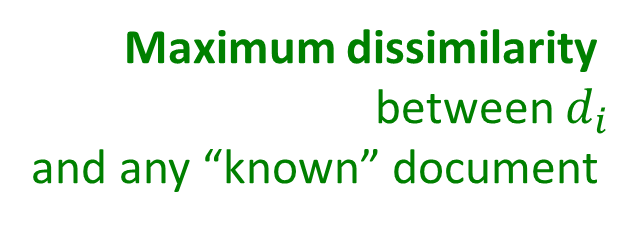 Maximum dissimilarity
between dᵢ
and any “known” document